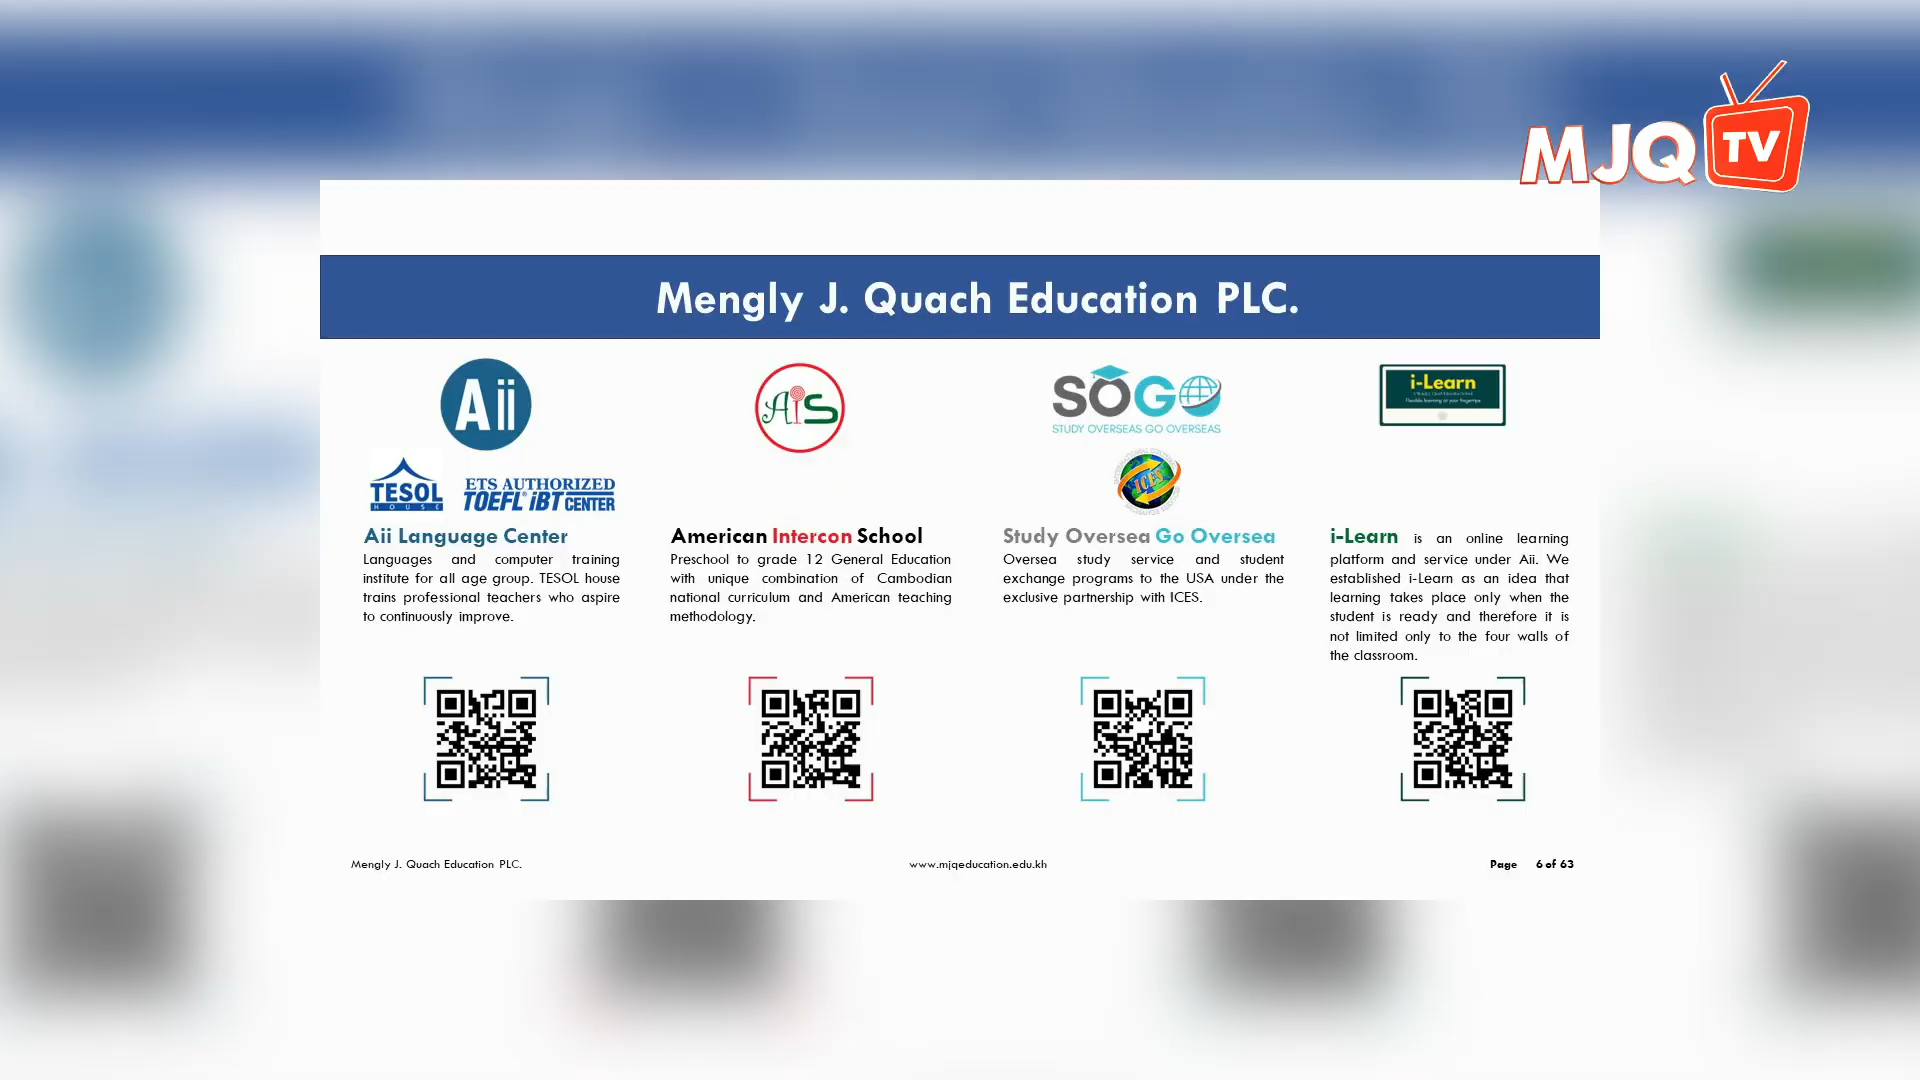 MJQ TV
Mengly J. Quach Education PLC.
Aii
AiS
SOGO
STUDY OVERSEAS GO OVERSEAS
i-Learn
Flexible learning at your fingertips
ICES
TESOL
HOUSE
ETS AUTHORIZED
TOEFL® iBT CENTER
Aii Language Center
Languages and computer training
institute for all age group. TESOL house
trains professional teachers who aspire
to continuously improve.
American Intercon School
Preschool to grade 12 General Education
with unique combination of Cambodian
national curriculum and American teaching
methodology.
Study Oversea Go Oversea
Oversea study service and student
exchange programs to the USA under the
exclusive partnership with ICES.
i-Learn is an online learning
platform and service under Aii. We
established i-Learn as an idea that
learning takes place only when the
student is ready and therefore it is
not limited only to the four walls of
the classroom.
Mengly J. Quach Education PLC.
www.mjqeducation.edu.kh
Page 6 of 63